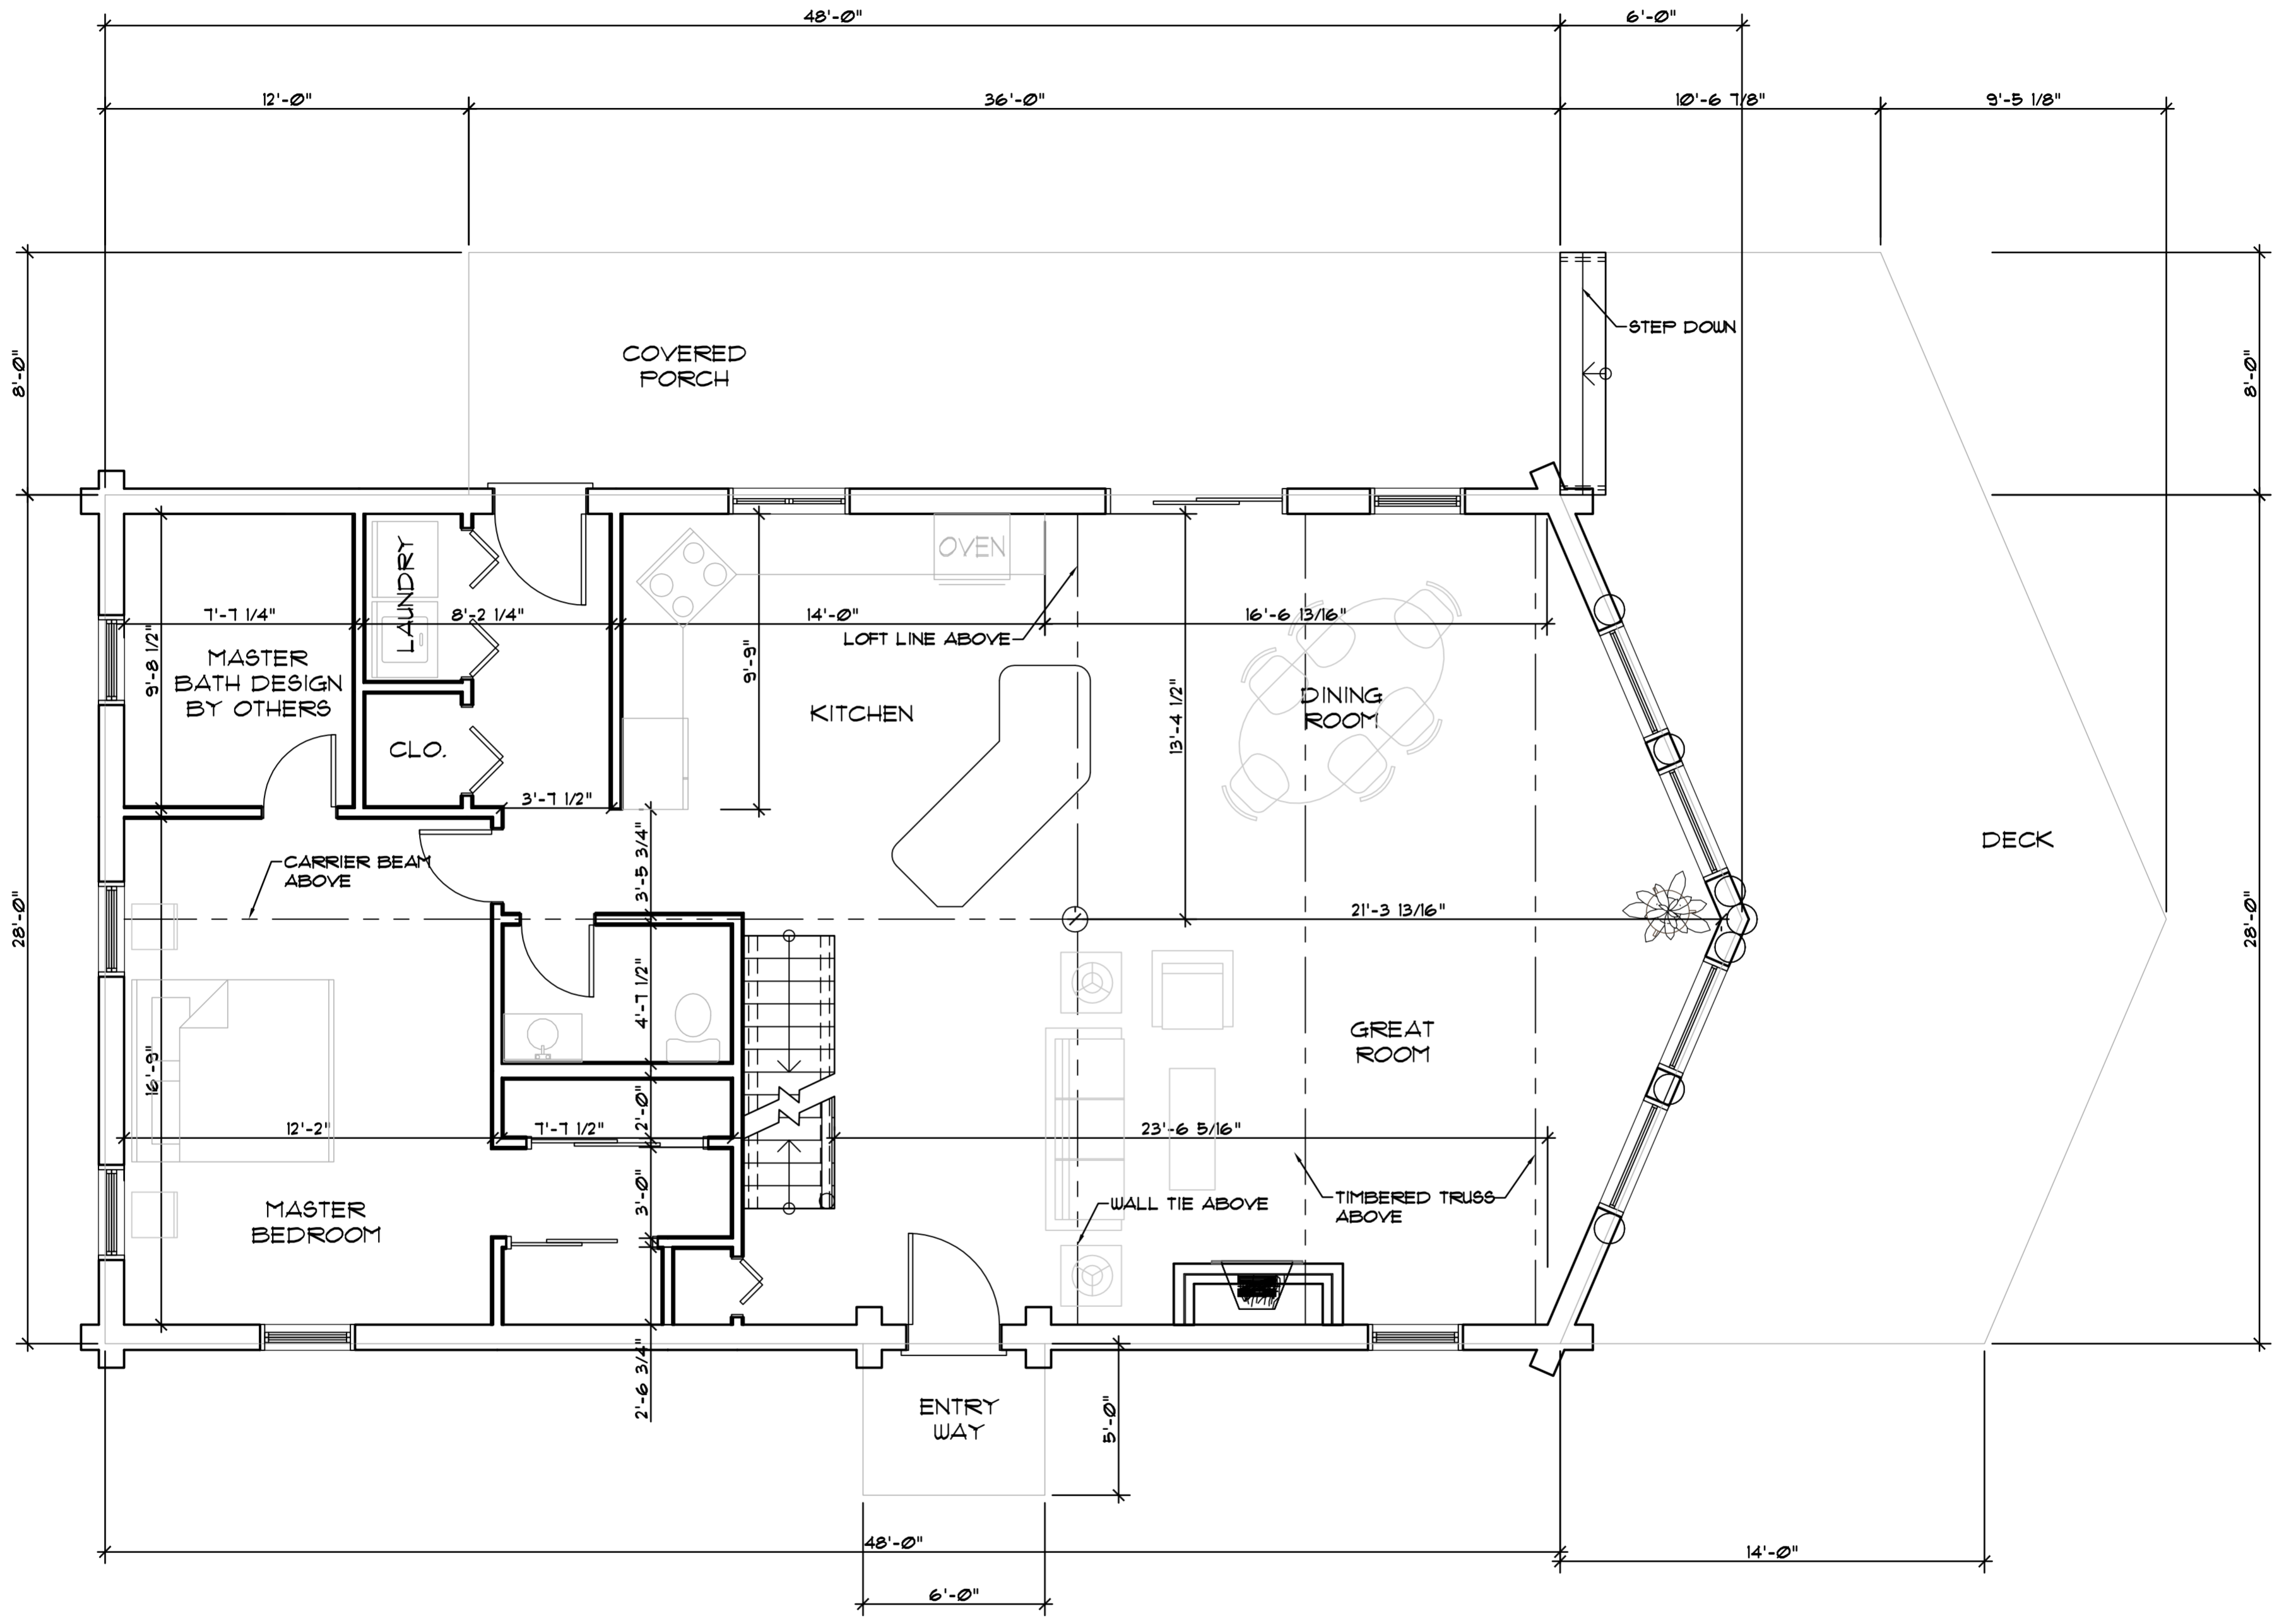 48'-0"
6'-0"
12'-0"
36'-0"
10'-6 7/8"
9'-5 1/8"
8'-0"
COVERED
PORCH
STEP DOWN
8'-0"
LAUNDRY
OVEN
7'-7 1/4"
8'-2 1/4"
14'-0"
16'-6 13/16"
LOFT LINE ABOVE
9'-8 1/2"
9'-9"
13'-4 1/2"
MASTER
BATH DESIGN
BY OTHERS
KITCHEN
DINING
ROOM
CLO.
3'-7 1/2"
DECK
CARRIER BEAM
ABOVE
3'-5 3/4"
28'-0"
21'-3 13/16"
28'-0"
4'-7 1/2"
GREAT
ROOM
16'-9"
2'-0"
12'-2"
7'-7 1/2"
23'-6 5/16"
3'-0"
MASTER
BEDROOM
WALL TIE ABOVE
TIMBERED TRUSS
ABOVE
2'-6 3/4"
ENTRY
WAY
5'-0"
48'-0"
14'-0"
6'-0"